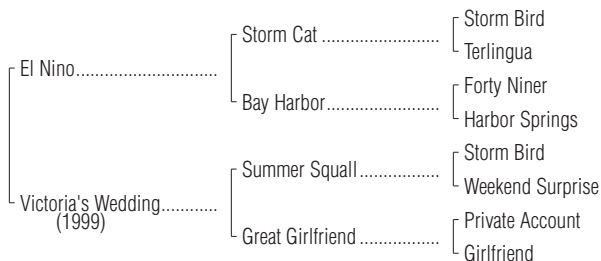 Storm Bird
Storm Cat ..........................
Terlingua
El Nino..............................
Forty Niner
Bay Harbor........................
Harbor Springs
Storm Bird
Summer Squall.................
Weekend Surprise
Victoria's Wedding............
(1999)
Private Account
Great Girlfriend .................
Girlfriend